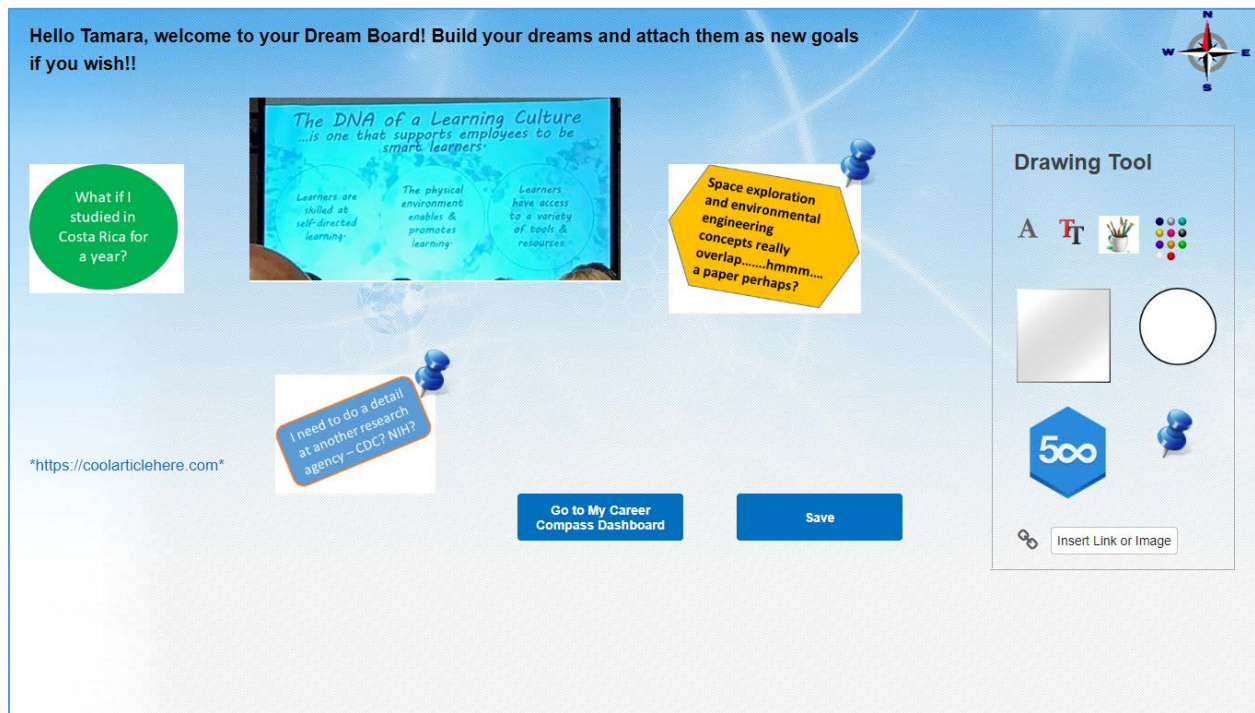 Hello Tamara, welcome to your Dream Board! Build your dreams and attach them as new goals
if you wish!!
N
W
E
S
The DNA of a Learning Culture
...is one that supports employees to be
smart learners.
Learners are
skilled at
self-directed
learning.
The physical
environment
enables &
promotes
learning.
Learners
have access
to a variety
of tools &
resources
What if I
studied in
Costa Rica for
a year?
Space exploration
and environmental
engineering
concepts really
overlap.......hmmm....
a paper perhaps?
I need to do a detail
at another research
agency – CDC? NIH?
*https://coolarticlehere.com*
Go to My Career
Compass Dashboard
Save
Drawing Tool
A
TT
500
Insert Link or Image